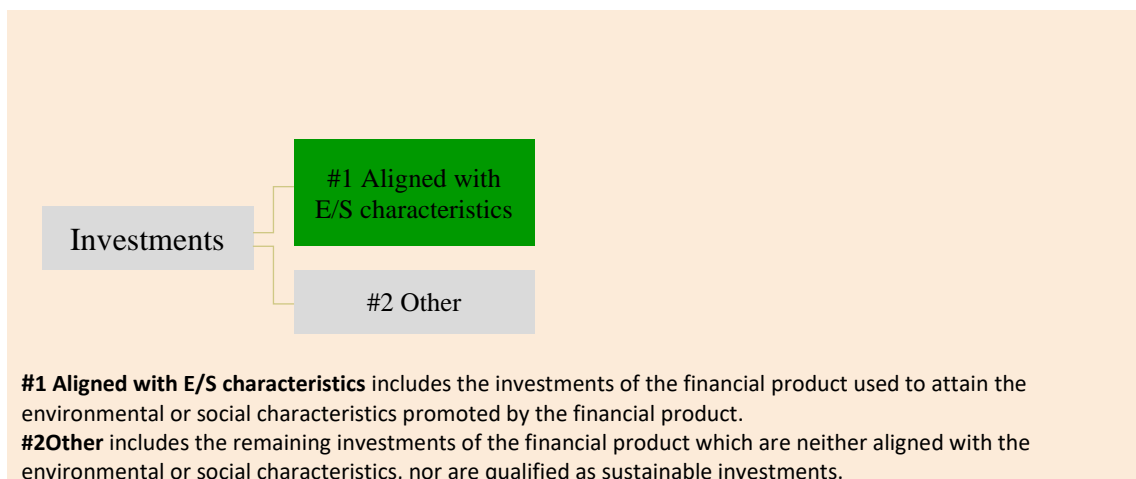 #1 Aligned with
E/S characteristics
Investments
#2 Other
#1 Aligned with E/S characteristics includes the investments of the financial product used to attain the
environmental or social characteristics promoted by the financial product.
#2Other includes the remaining investments of the financial product which are neither aligned with the
environmental or social characteristics, nor are qualified as sustainable investments.